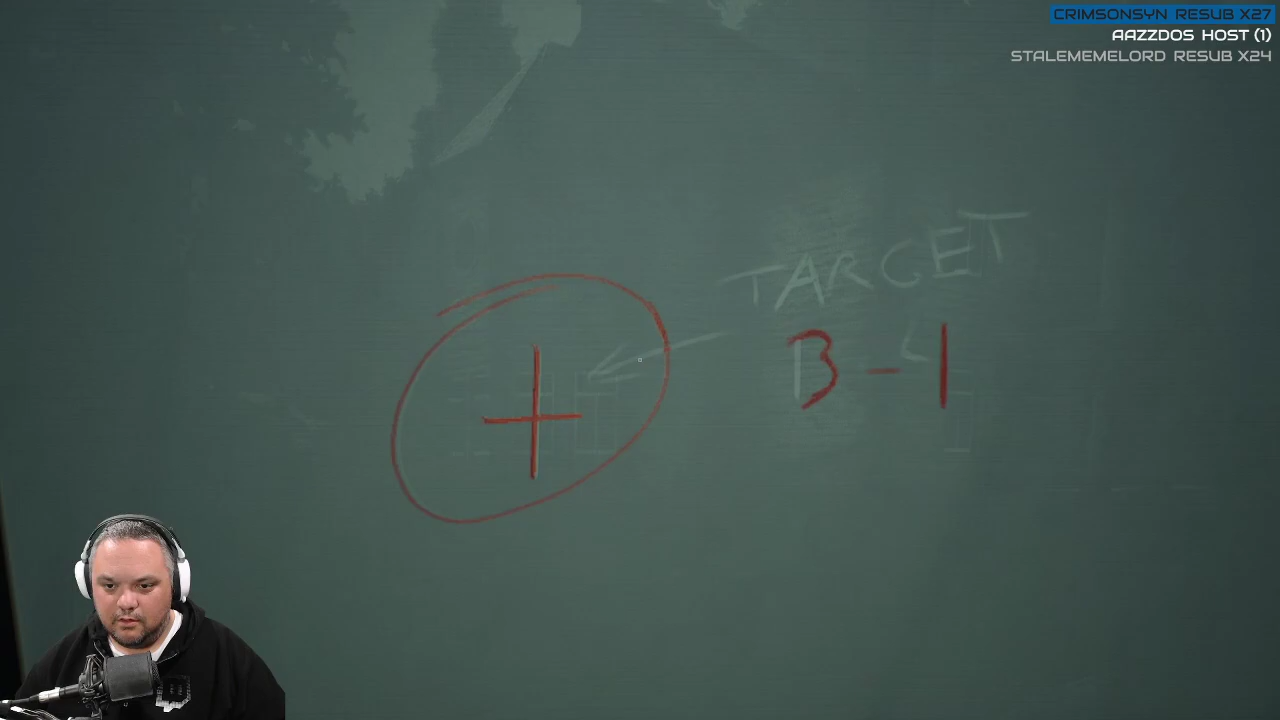 CRIMSONSYN RESUB X27
AAZZDOS HOST (1)
STALEMEMELORD RESUB X24
TARGET
B-1